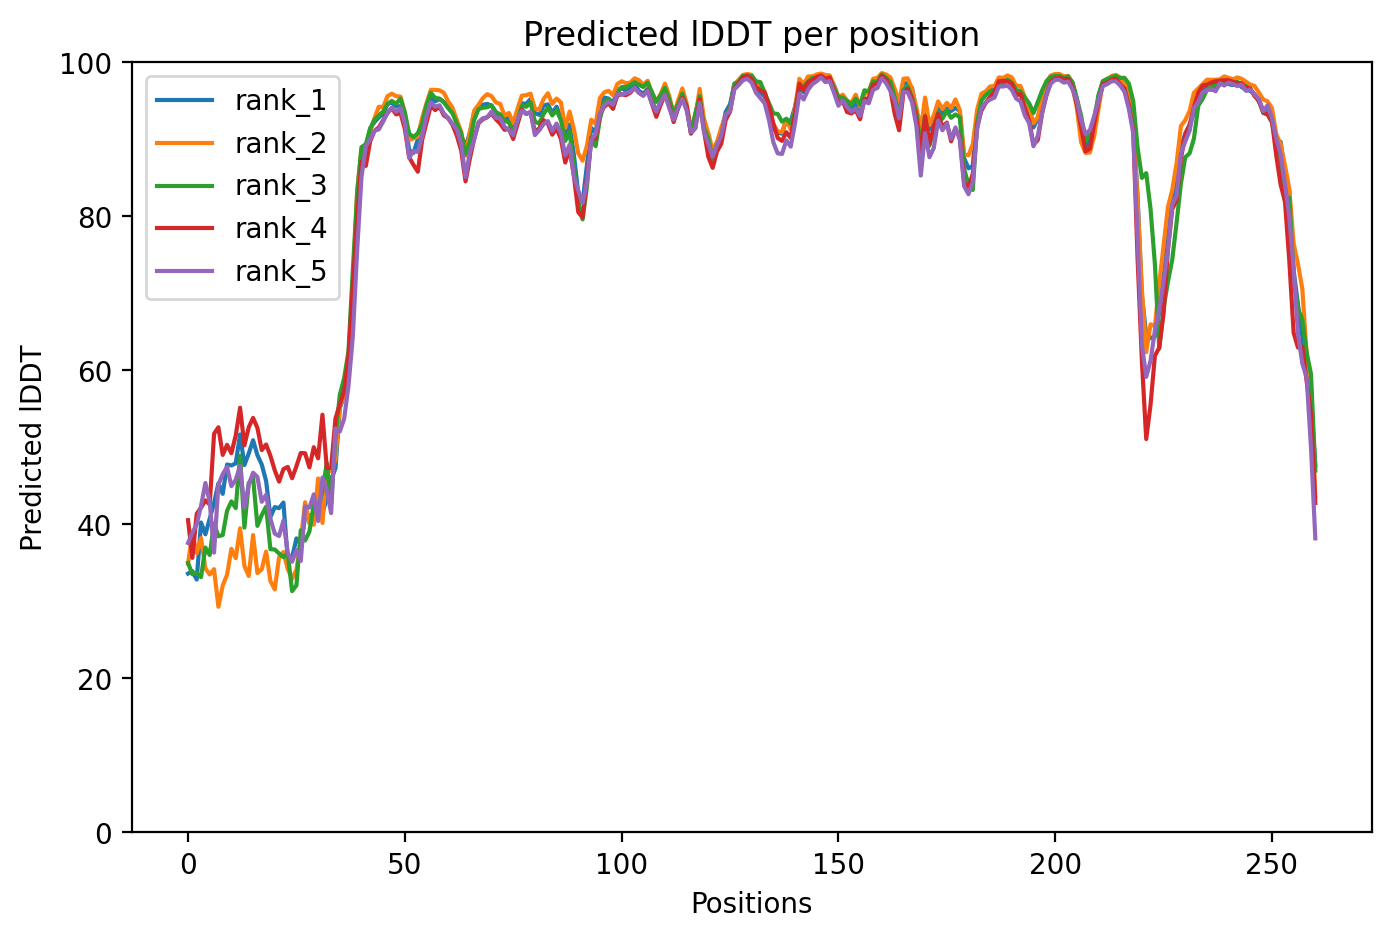 Predicted lDDT per position
100
80
60
40
20
0
Predicted lDDT
rank_1
rank_2
rank_3
rank_4
rank_5
0 50 100 150 200 250
Positions